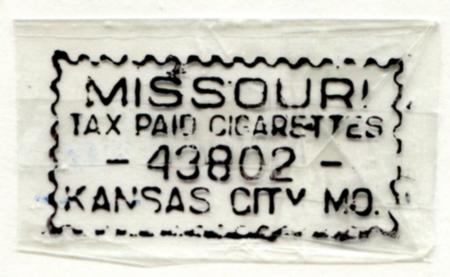 MISSOURI
TAX PAID CIGARETTES
- 43802 -
KANSAS CITY MO.